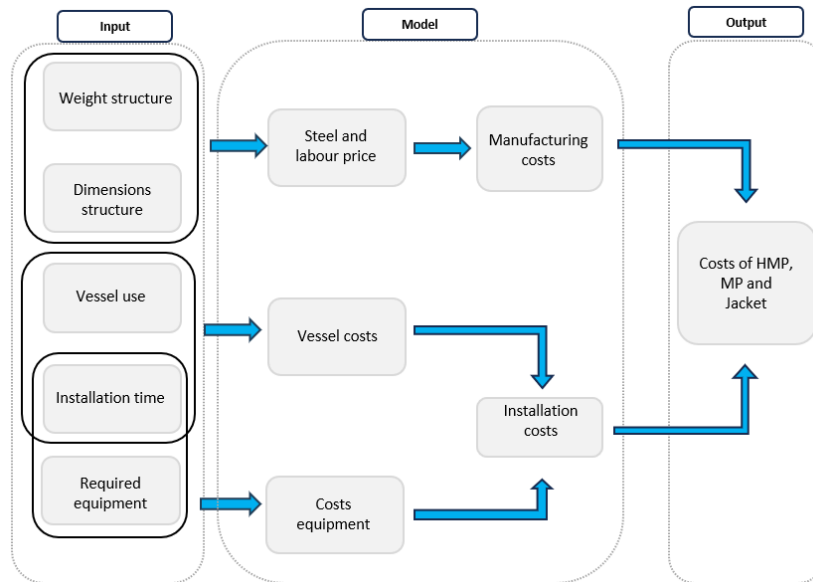 Input
Model
Output
Weight structure
Dimensions
structure
Vessel use
Installation time
Required
equipment
Steel and
labour price
Manufacturing
costs
Vessel costs
Installation
costs
Costs
equipment
Costs of HMP,
MP and
Jacket